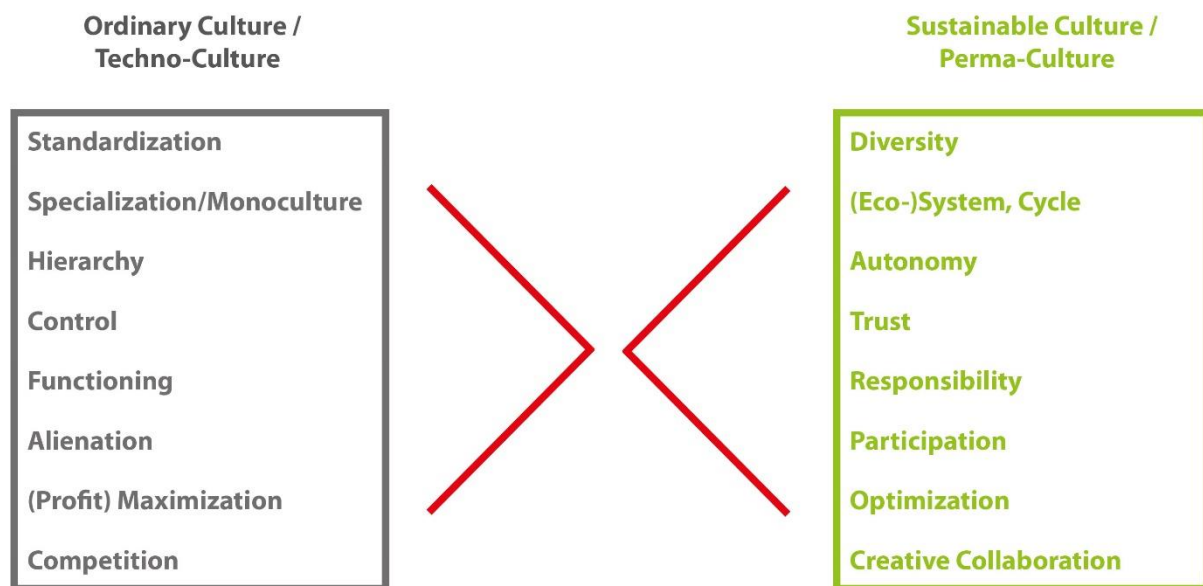 Ordinary Culture /
Techno-Culture
Standardization
Specialization/Monoculture
Hierarchy
Control
Functioning
Alienation
(Profit) Maximization
Competition
Sustainable Culture /
Perma-Culture
Diversity
(Eco-)System, Cycle
Autonomy
Trust
Responsibility
Participation
Optimization
Creative Collaboration